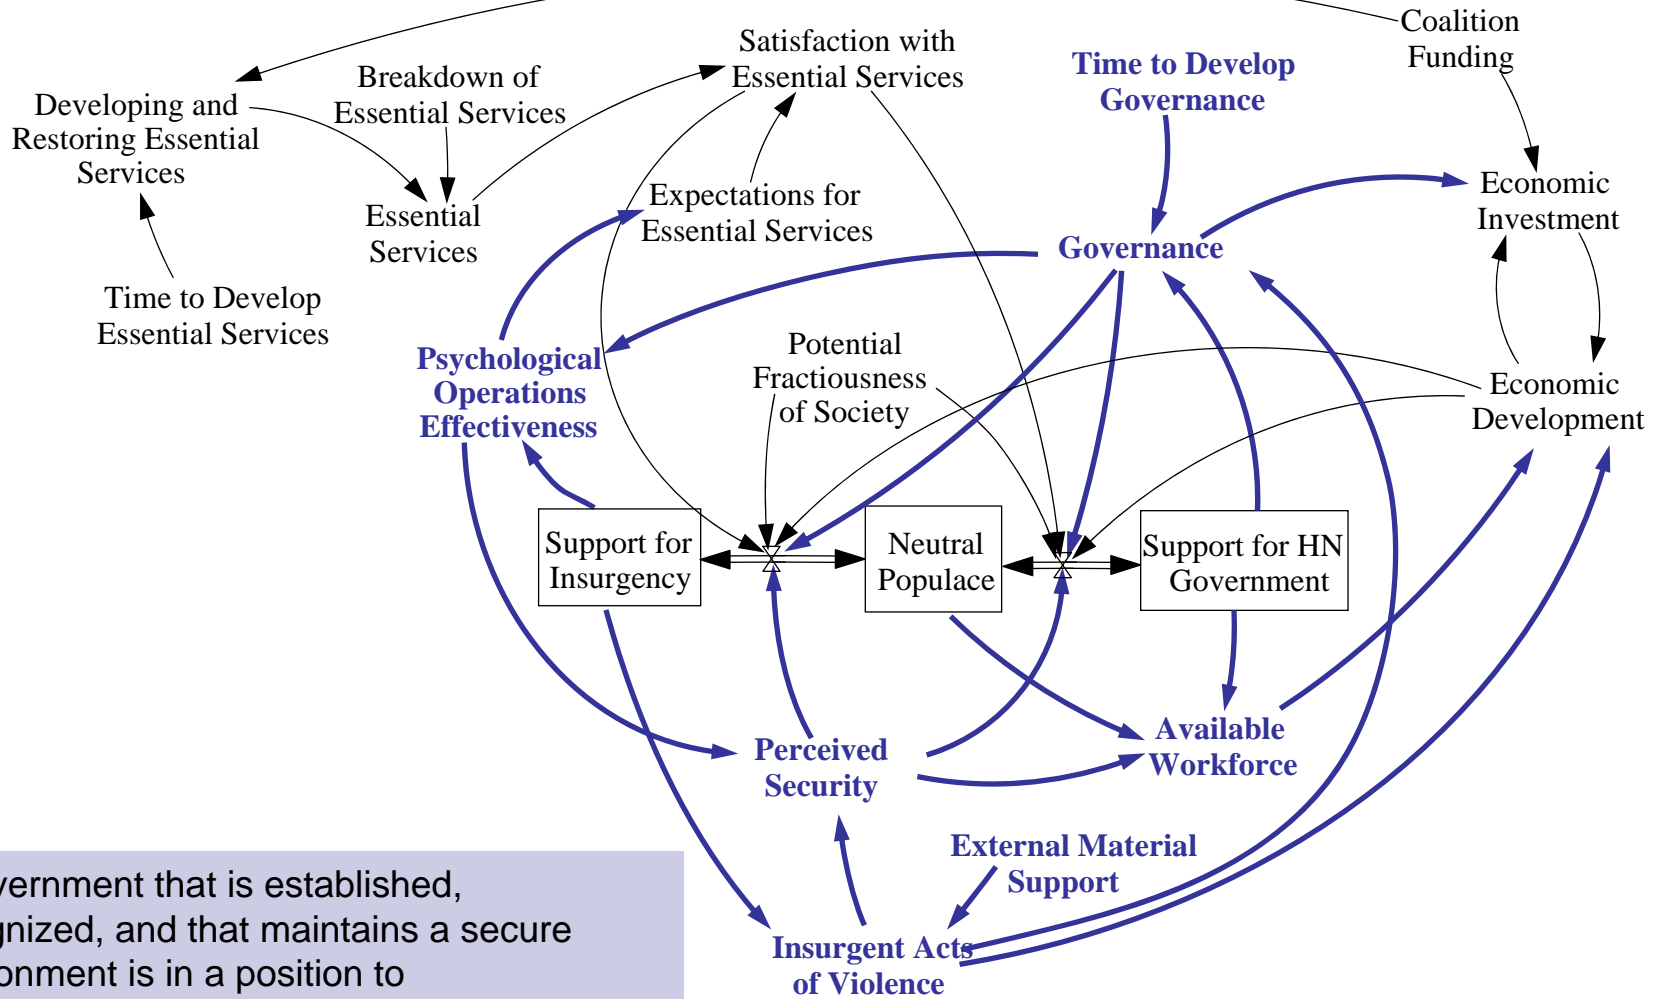 Coalition
Funding
Satisfaction with
Essential Services
Time to Develop
Governance
Breakdown of
Essential Services
Developing and
Restoring Essential
Services
Expectations for
Essential Services
Economic
Investment
Essential
Services
Governance
Time to Develop
Essential Services
Psychological
Operations
Effectiveness
Potential
Fractiousness
of Society
Economic
Development
Support for
Insurgency
Neutral
Populace
Support for HN
Government
Perceived
Security
Available
Workforce
External Material
Support
Insurgent Acts
of Violence
vernment that is established,
gnized, and that maintains a secure
onment is in a position to